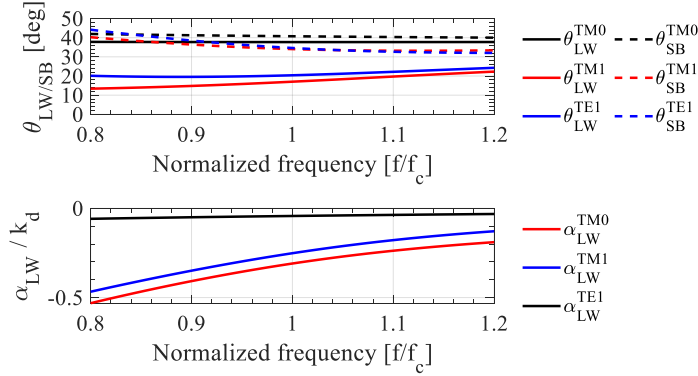 θ_LW/SB [deg]
50
40
30
20
10
0
0.8 0.9 1 1.1 1.2
Normalized frequency [f/f_c]
θ_LW^TM0 θ_SB^TM0
θ_LW^TM1 θ_SB^TM1
θ_LW^TE1 θ_SB^TE1
α_LW / k_d
0
-0.5
0.8 0.9 1 1.1 1.2
Normalized frequency [f/f_c]
α_LW^TM0
α_LW^TM1
α_LW^TE1